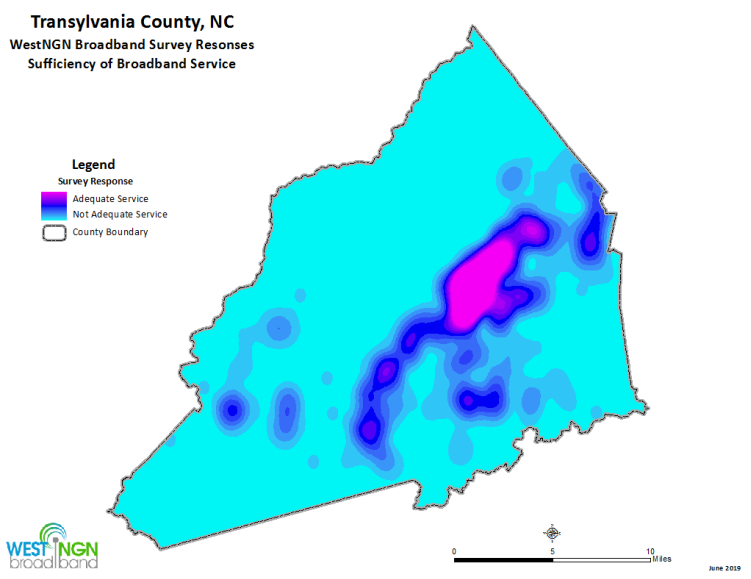 Transylvania County, NC
WestNGN Broadband Survey Resonses
Sufficiency of Broadband Service
Legend
Survey Response
Adequate Service
Not Adequate Service
County Boundary
WEST NGN
broadband
0 5 10
Miles
June 2019